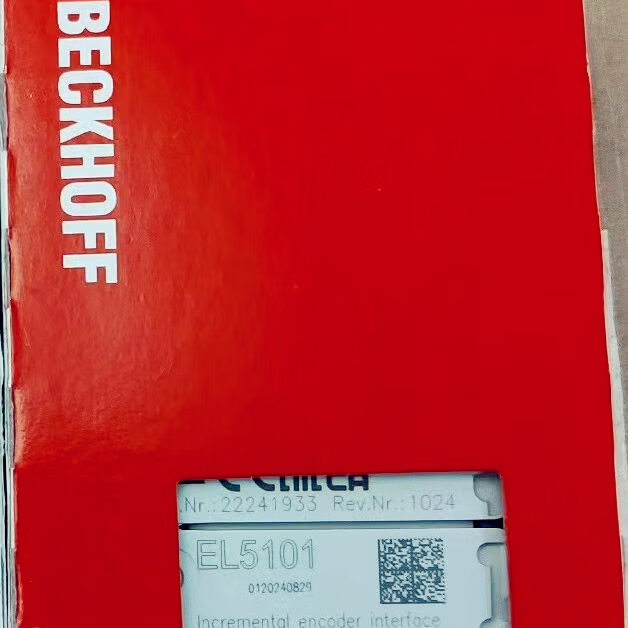 BECKHOFF
Nr.:22241933 Rev.Nr.:1024
EL5101
0120240829
Incremental encoder interface